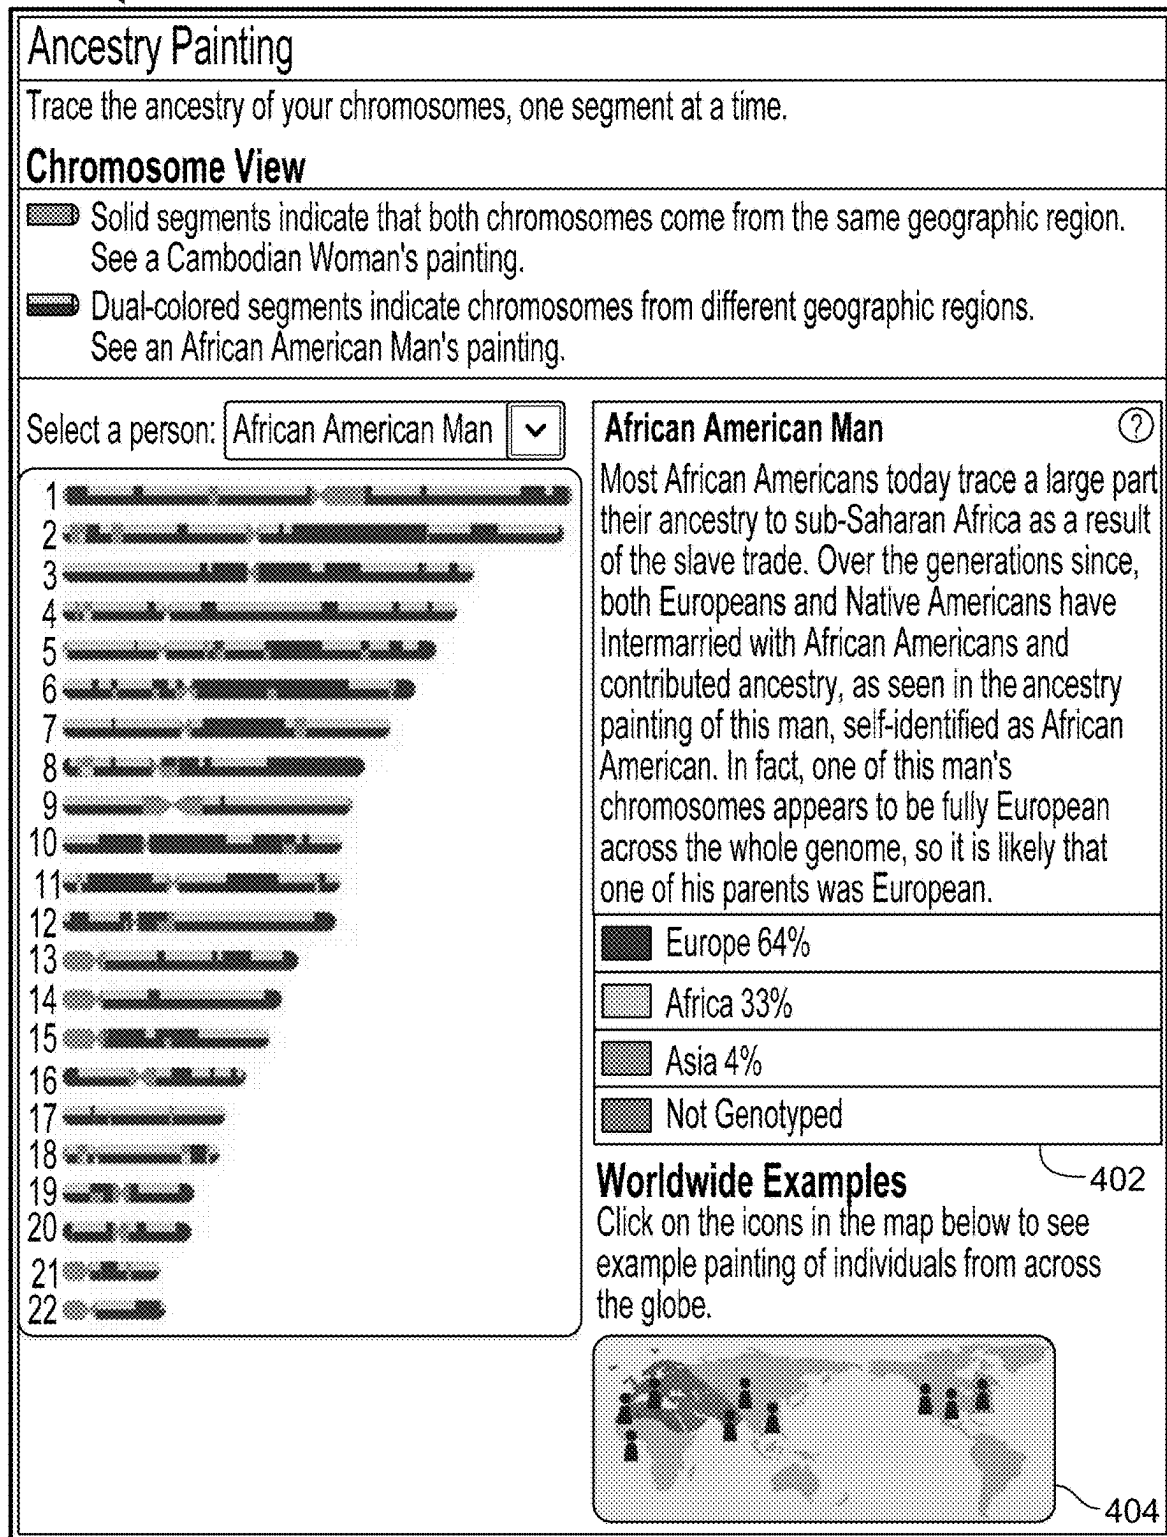 Ancestry Painting
Trace the ancestry of your chromosomes, one segment at a time.
Chromosome View
Solid segments indicate that both chromosomes come from the same geographic region.
See a Cambodian Woman's painting.
Dual-colored segments indicate chromosomes from different geographic regions.
See an African American Man's painting.
Select a person: African American Man
1
2
3
4
5
6
7
8
9
10
11
12
13
14
15
16
17
18
19
20
21
22
African American Man ?
Most African Americans today trace a large part
their ancestry to sub-Saharan Africa as a result
of the slave trade. Over the generations since,
both Europeans and Native Americans have
Intermarried with African Americans and
contributed ancestry, as seen in the ancestry
painting of this man, self-identified as African
American. In fact, one of this man's
chromosomes appears to be fully European
across the whole genome, so it is likely that
one of his parents was European.
Europe 64%
Africa 33%
Asia 4%
Not Genotyped
402
Worldwide Examples
Click on the icons in the map below to see
example painting of individuals from across
the globe.
404